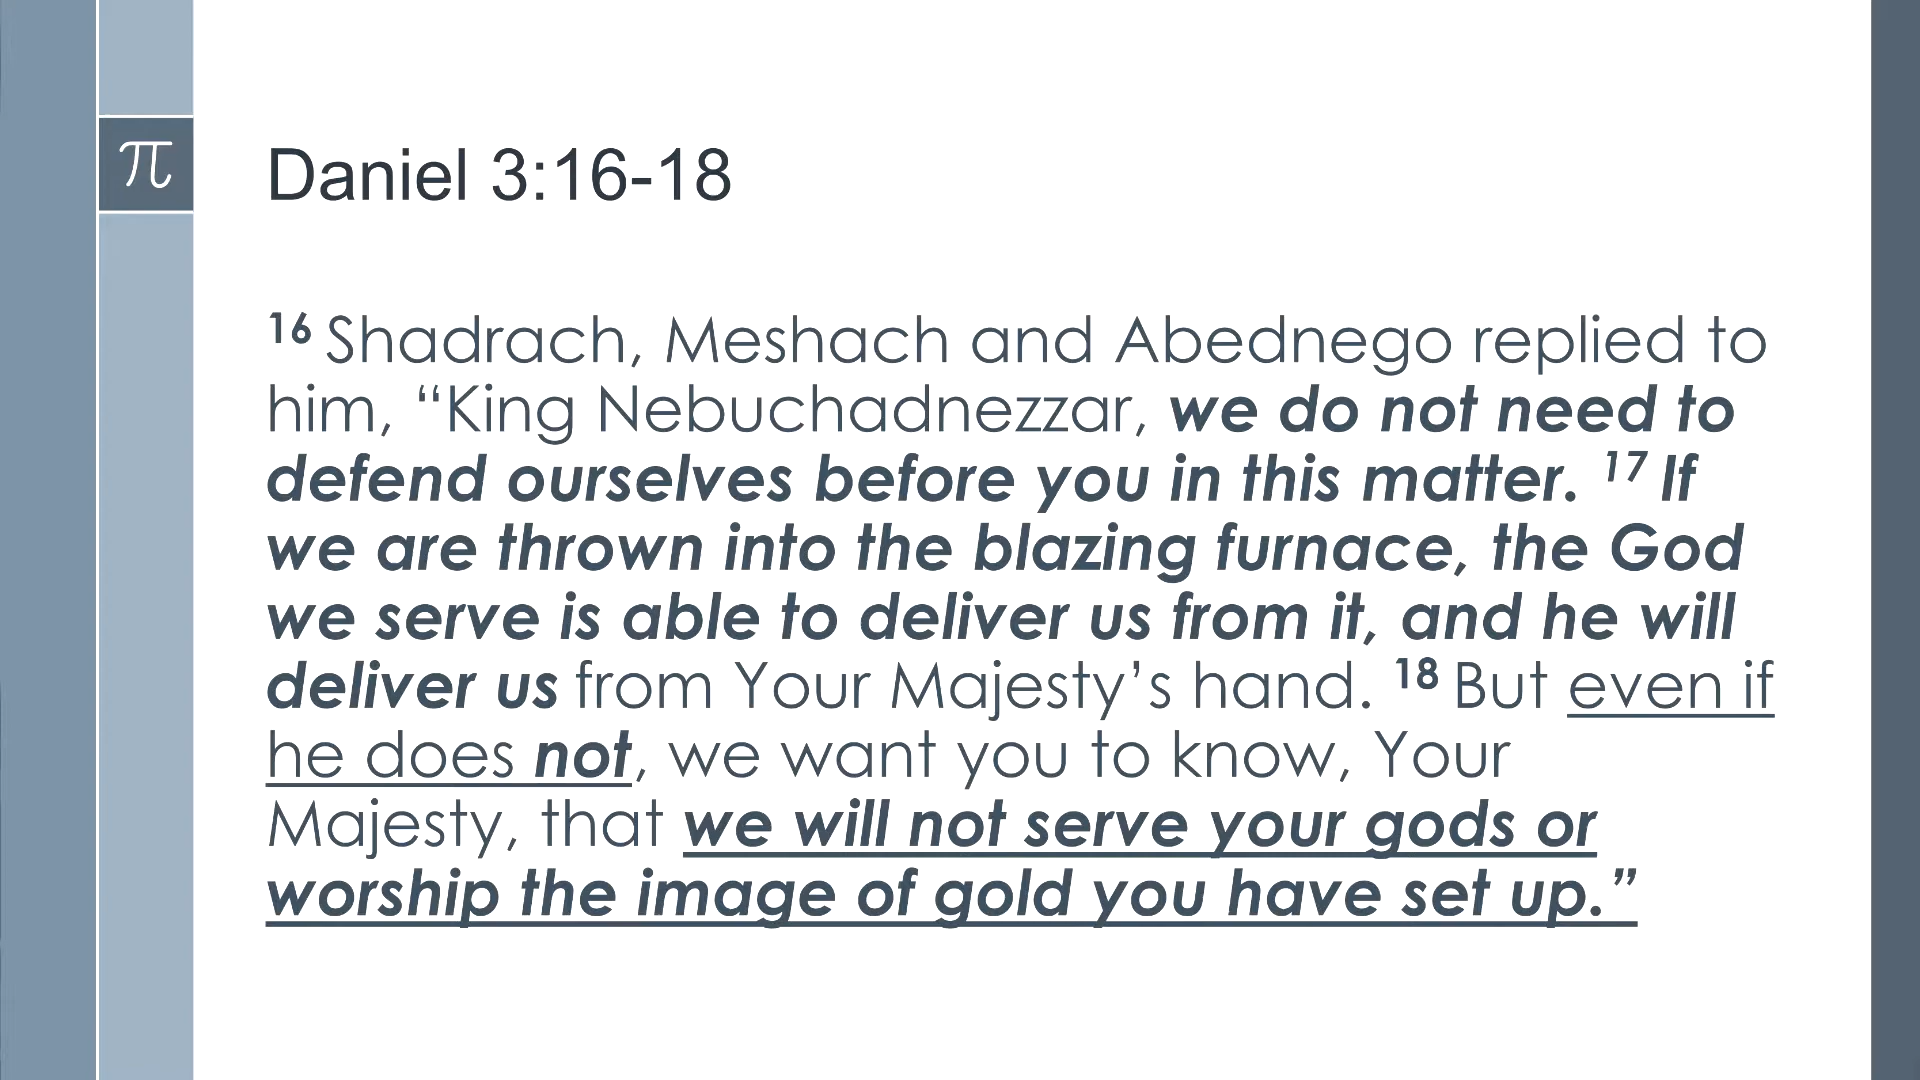 π
Daniel 3:16-18
16 Shadrach, Meshach and Abednego replied to
him, “King Nebuchadnezzar, we do not need to
defend ourselves before you in this matter. 17 If
we are thrown into the blazing furnace, the God
we serve is able to deliver us from it, and he will
deliver us from Your Majesty’s hand. 18 But even if
he does not, we want you to know, Your
Majesty, that we will not serve your gods or
worship the image of gold you have set up.”